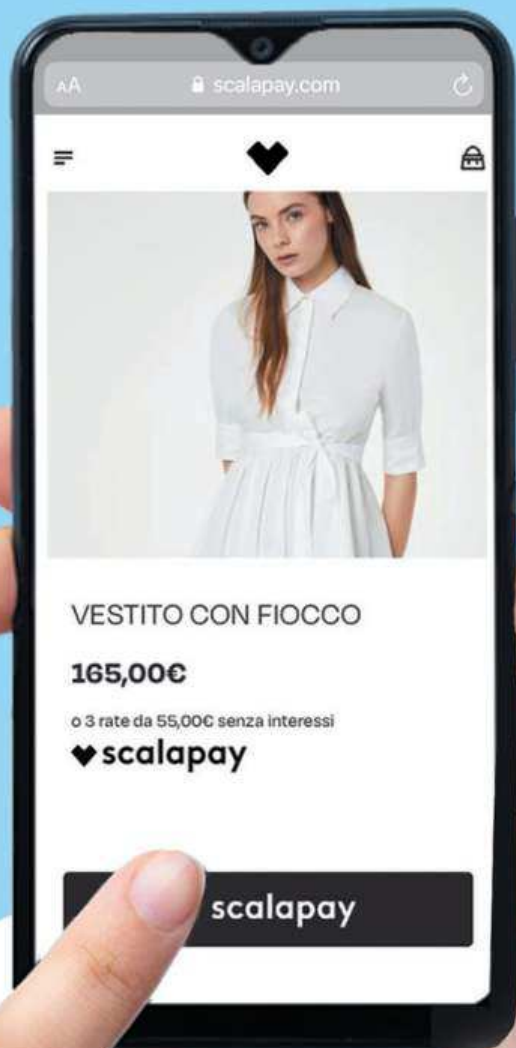 AA scalapay.com
VESTITO CON FIOCCO
165,00€
o 3 rate da 55,00€ senza interessi
scalapay
scalapay